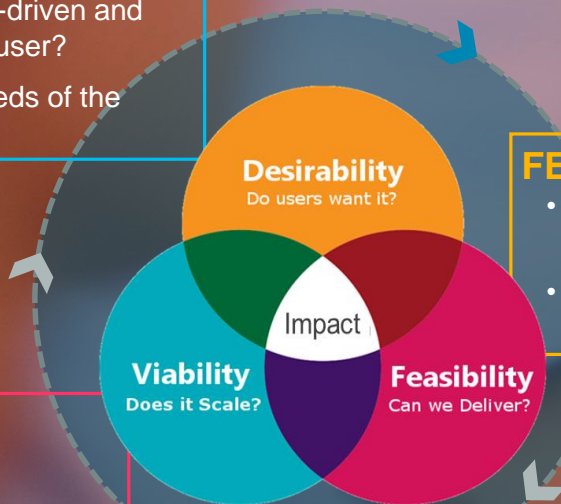 -driven and
user?
eds of the
Desirability
Do users want it?
FE
•
•
Impact
Viability
Does it Scale?
Feasibility
Can we Deliver?